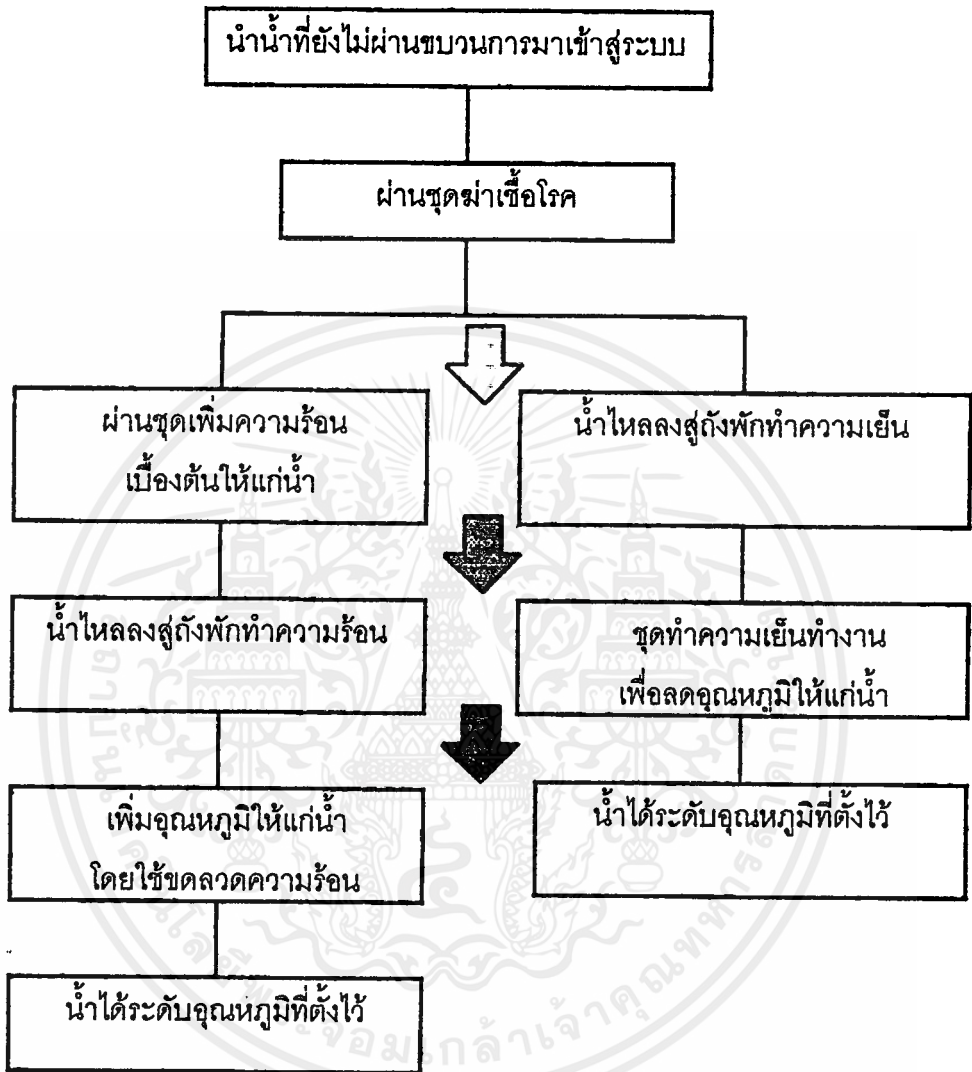 นำน้ำที่ยังไม่ผ่านขบวนการมาเข้าสู่ระบบ
ผ่านชุดฆ่าเชื้อโรค
ผ่านชุดเพิ่มความร้อน
เบื้องต้นให้แก่น้ำ
น้ำไหลลงสู่ถังพักทำความร้อน
เพิ่มอุณหภูมิให้แก่น้ำ
โดยใช้ขดลวดความร้อน
น้ำได้ระดับอุณหภูมิที่ตั้งไว้
น้ำไหลลงสู่ถังพักทำความเย็น
ชุดทำความเย็นทำงาน
เพื่อลดอุณหภูมิให้แก่น้ำ
น้ำได้ระดับอุณหภูมิที่ตั้งไว้